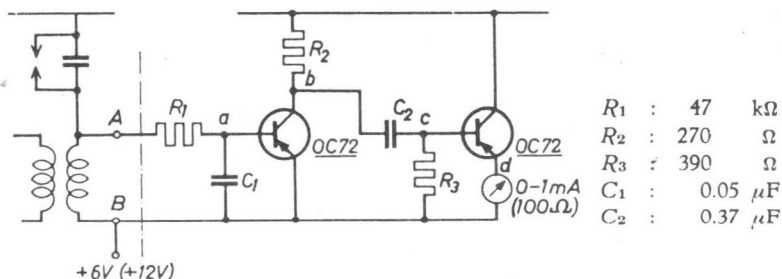 A
B
+6V (+12V)
R1
a
C1
R2
b
OC72
C2
c
R3
OC72
d
0-1mA
(100Ω)
R1 : 47 kΩ
R2 : 270 Ω
R3 : 390 Ω
C1 : 0.05 μF
C2 : 0.37 μF